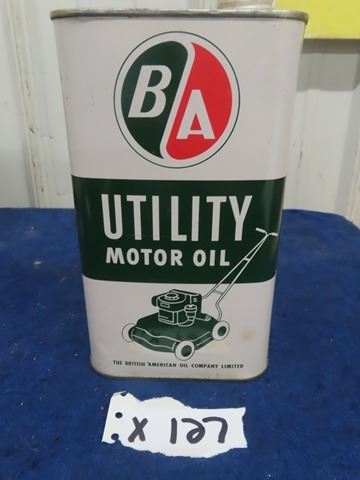 BA
UTILITY
MOTOR OIL
THE BRITISH AMERICAN OIL COMPANY LIMITED
X 127